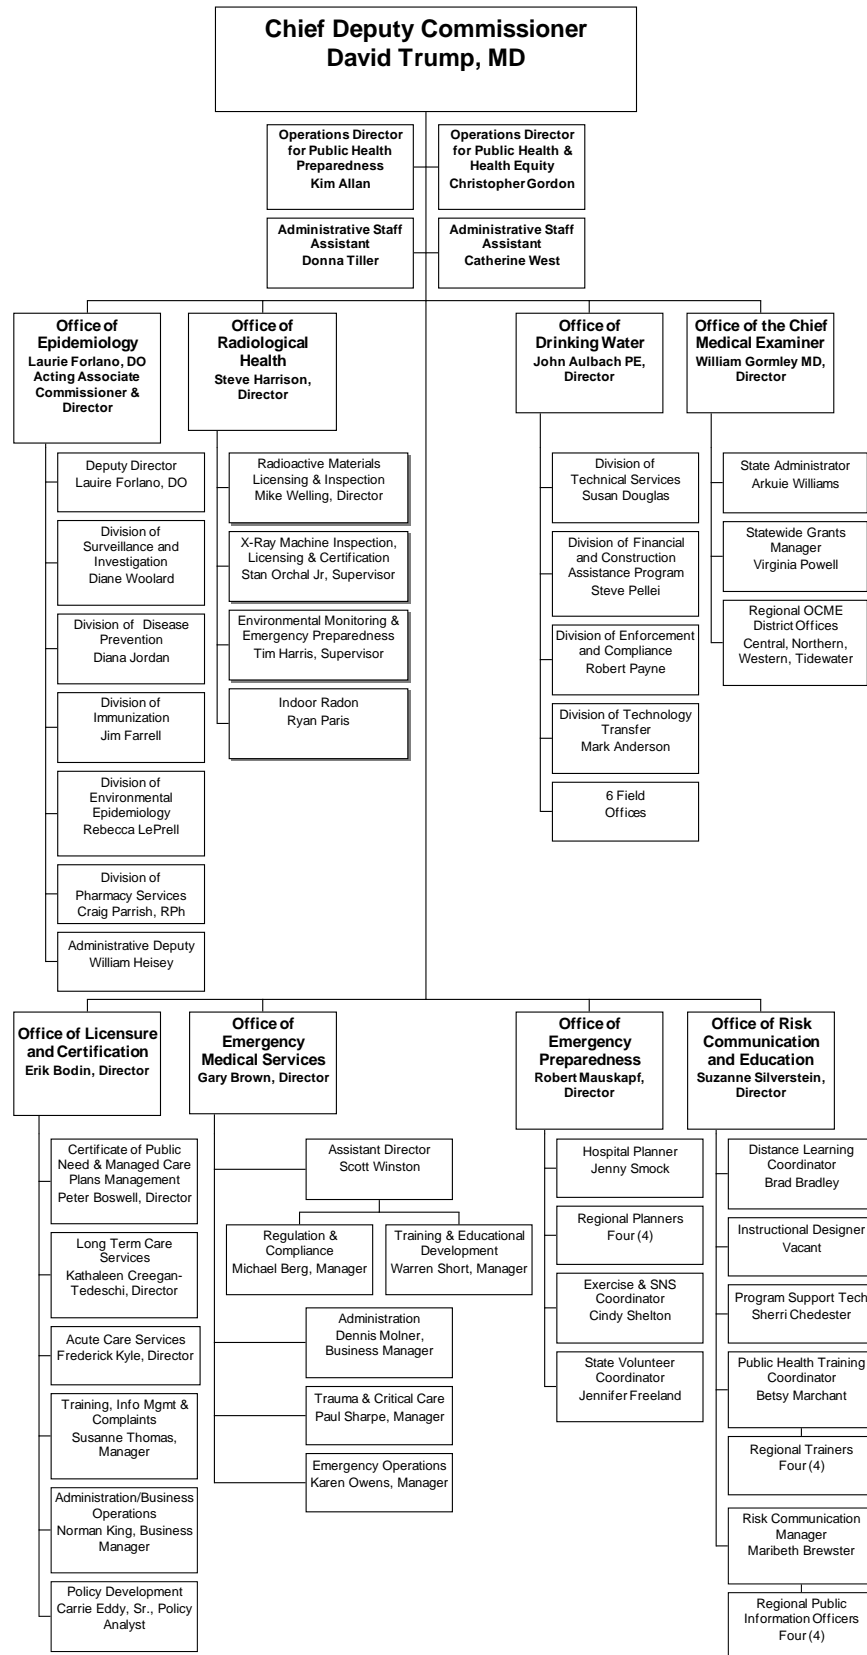 Chief Deputy Commissioner
David Trump, MD
Operations Director
for Public Health
Preparedness
Kim Allan
Operations Director
for Public Health &
Health Equity
Christopher Gordon
Administrative Staff
Assistant
Donna Tiller
Administrative Staff
Assistant
Catherine West
Office of
Epidemiology
Laurie Forlano, DO
Acting Associate
Commissioner &
Director
Office of
Radiological
Health
Steve Harrison,
Director
Office of
Drinking Water
John Aulbach PE,
Director
Office of the Chief
Medical Examiner
William Gormley MD,
Director
Deputy Director
Lauire Forlano, DO
Division of
Surveillance and
Investigation
Diane Woolard
Division of Disease
Prevention
Diana Jordan
Division of
Immunization
Jim Farrell
Division of
Environmental
Epidemiology
Rebecca LePrell
Division of
Pharmacy Services
Craig Parrish, RPh
Administrative Deputy
William Heisey
Radioactive Materials
Licensing & Inspection
Mike Welling, Director
X-Ray Machine Inspection,
Licensing & Certification
Stan Orchal Jr, Supervisor
Environmental Monitoring &
Emergency Preparedness
Tim Harris, Supervisor
Indoor Radon
Ryan Paris
Division of
Technical Services
Susan Douglas
Division of Financial
and Construction
Assistance Program
Steve Pellei
Division of Enforcement
and Compliance
Robert Payne
Division of Technology
Transfer
Mark Anderson
6 Field
Offices
State Administrator
Arkuie Williams
Statewide Grants
Manager
Virginia Powell
Regional OCME
District Offices
Central, Northern,
Western, Tidewater
Office of Licensure
and Certification
Erik Bodin, Director
Office of
Emergency
Medical Services
Gary Brown, Director
Office of
Emergency
Preparedness
Robert Mauskapf,
Director
Office of Risk
Communication
and Education
Suzanne Silverstein,
Director
Certificate of Public
Need & Managed Care
Plans Management
Peter Boswell, Director
Long Term Care
Services
Kathaleen Creegan-
Tedeschi, Director
Acute Care Services
Frederick Kyle, Director
Training, Info Mgmt &
Complaints
Susanne Thomas,
Manager
Administration/Business
Operations
Norman King, Business
Manager
Policy Development
Carrie Eddy, Sr., Policy
Analyst
Assistant Director
Scott Winston
Regulation &
Compliance
Michael Berg, Manager
Training & Educational
Development
Warren Short, Manager
Administration
Dennis Molner,
Business Manager
Trauma & Critical Care
Paul Sharpe, Manager
Emergency Operations
Karen Owens, Manager
Hospital Planner
Jenny Smock
Regional Planners
Four (4)
Exercise & SNS
Coordinator
Cindy Shelton
State Volunteer
Coordinator
Jennifer Freeland
Distance Learning
Coordinator
Brad Bradley
Instructional Designer
Vacant
Program Support Tech
Sherri Chedester
Public Health Training
Coordinator
Betsy Marchant
Regional Trainers
Four (4)
Risk Communication
Manager
Maribeth Brewster
Regional Public
Information Officers
Four (4)